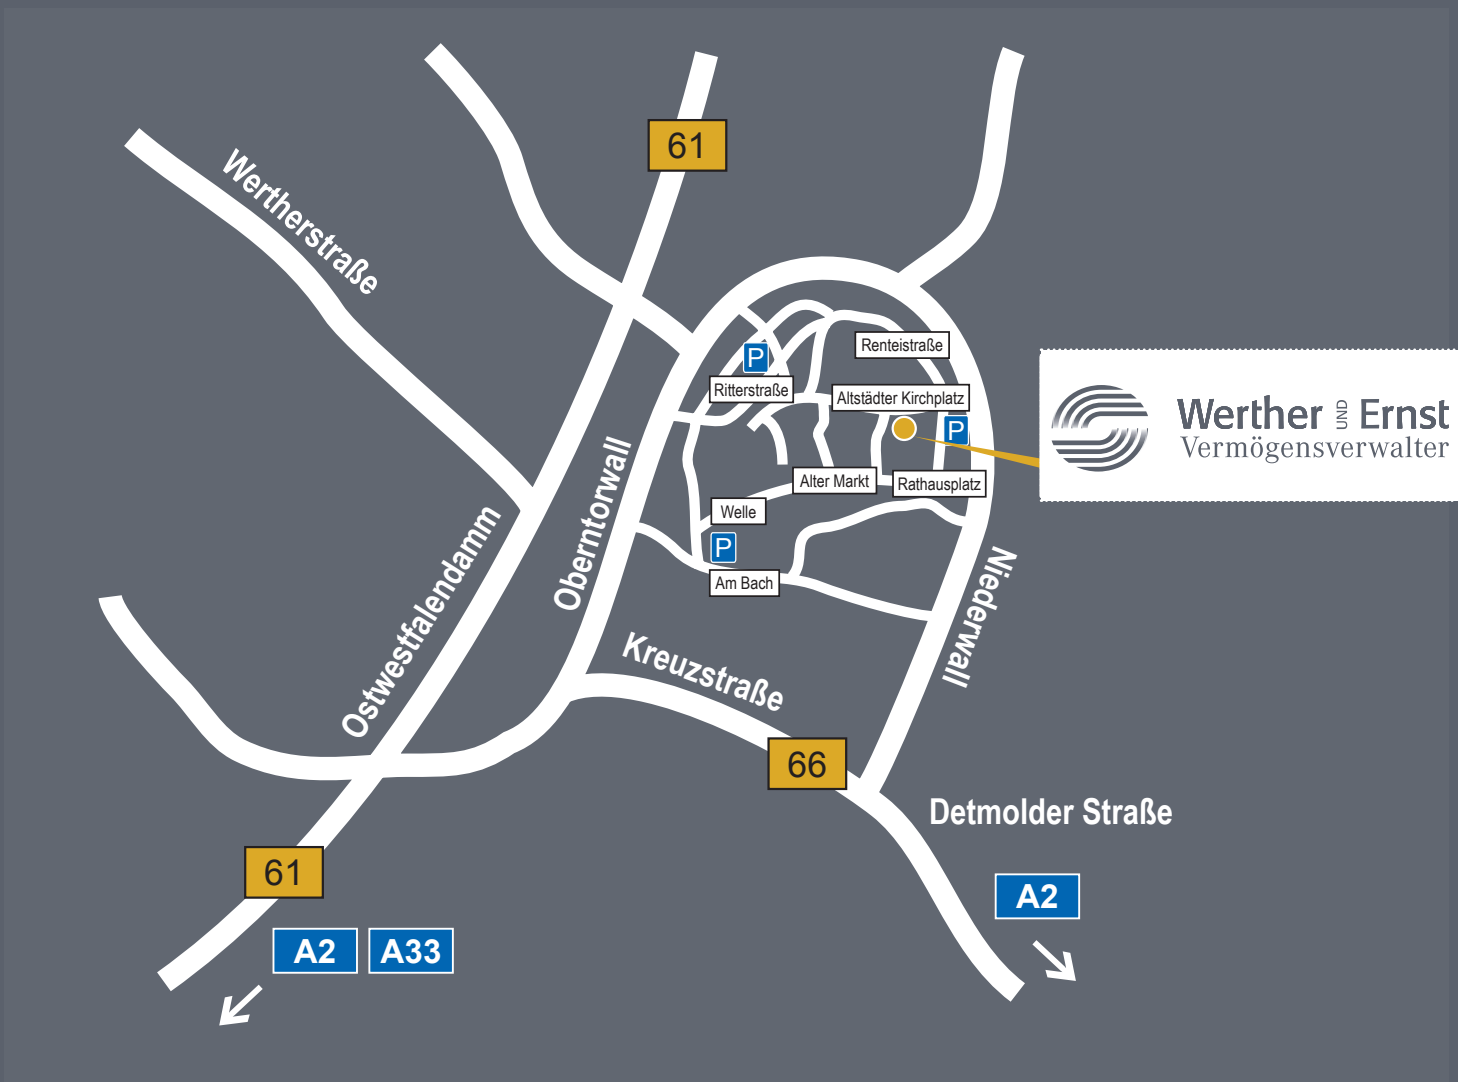 61
Wertherstraße
Renteistraße
P
Ritterstraße
Altstädter Kirchplatz
P
Werther UND Ernst
Vermögensverwalter
Alter Markt
Rathausplatz
Welle
P
Am Bach
Oberntorwall
Ostwestfalendamm
Niederwall
Kreuzstraße
66
Detmolder Straße
61
A2
A2 A33